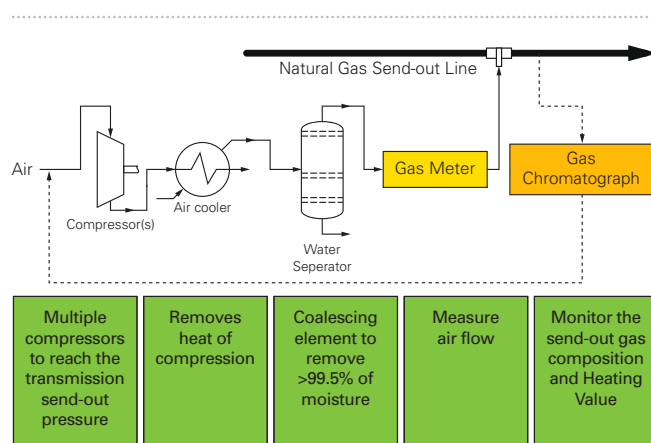 Natural Gas Send-out Line
Air
Compressor(s)
Air cooler
Water
Seperator
Gas Meter
Gas
Chromatograph
Multiple
compressors
to reach the
transmission
send-out
pressure
Removes
heat of
compression
Coalescing
element to
remove
>99.5% of
moisture
Measure
air flow
Monitor the
send-out gas
composition
and Heating
Value